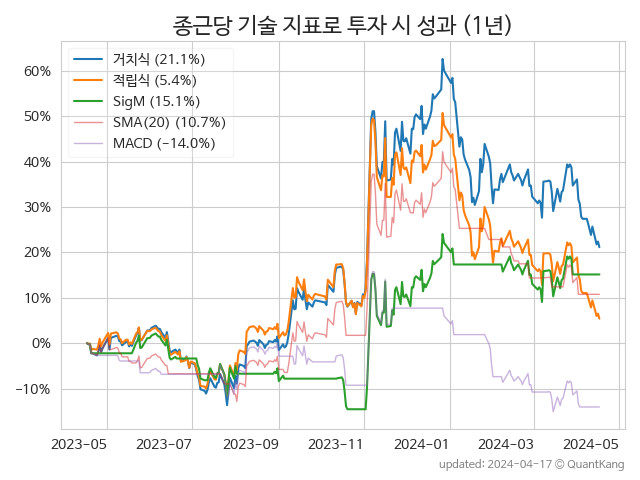 종근당 기술 지표로 투자 시 성과 (1년)
거치식 (21.1%)
적립식 (5.4%)
SigM (15.1%)
SMA(20) (10.7%)
MACD (−14.0%)
60%
50%
40%
30%
20%
10%
0%
−10%
2023-05 2023-07 2023-09 2023-11 2024-01 2024-03 2024-05
updated: 2024-04-17 © QuantKang